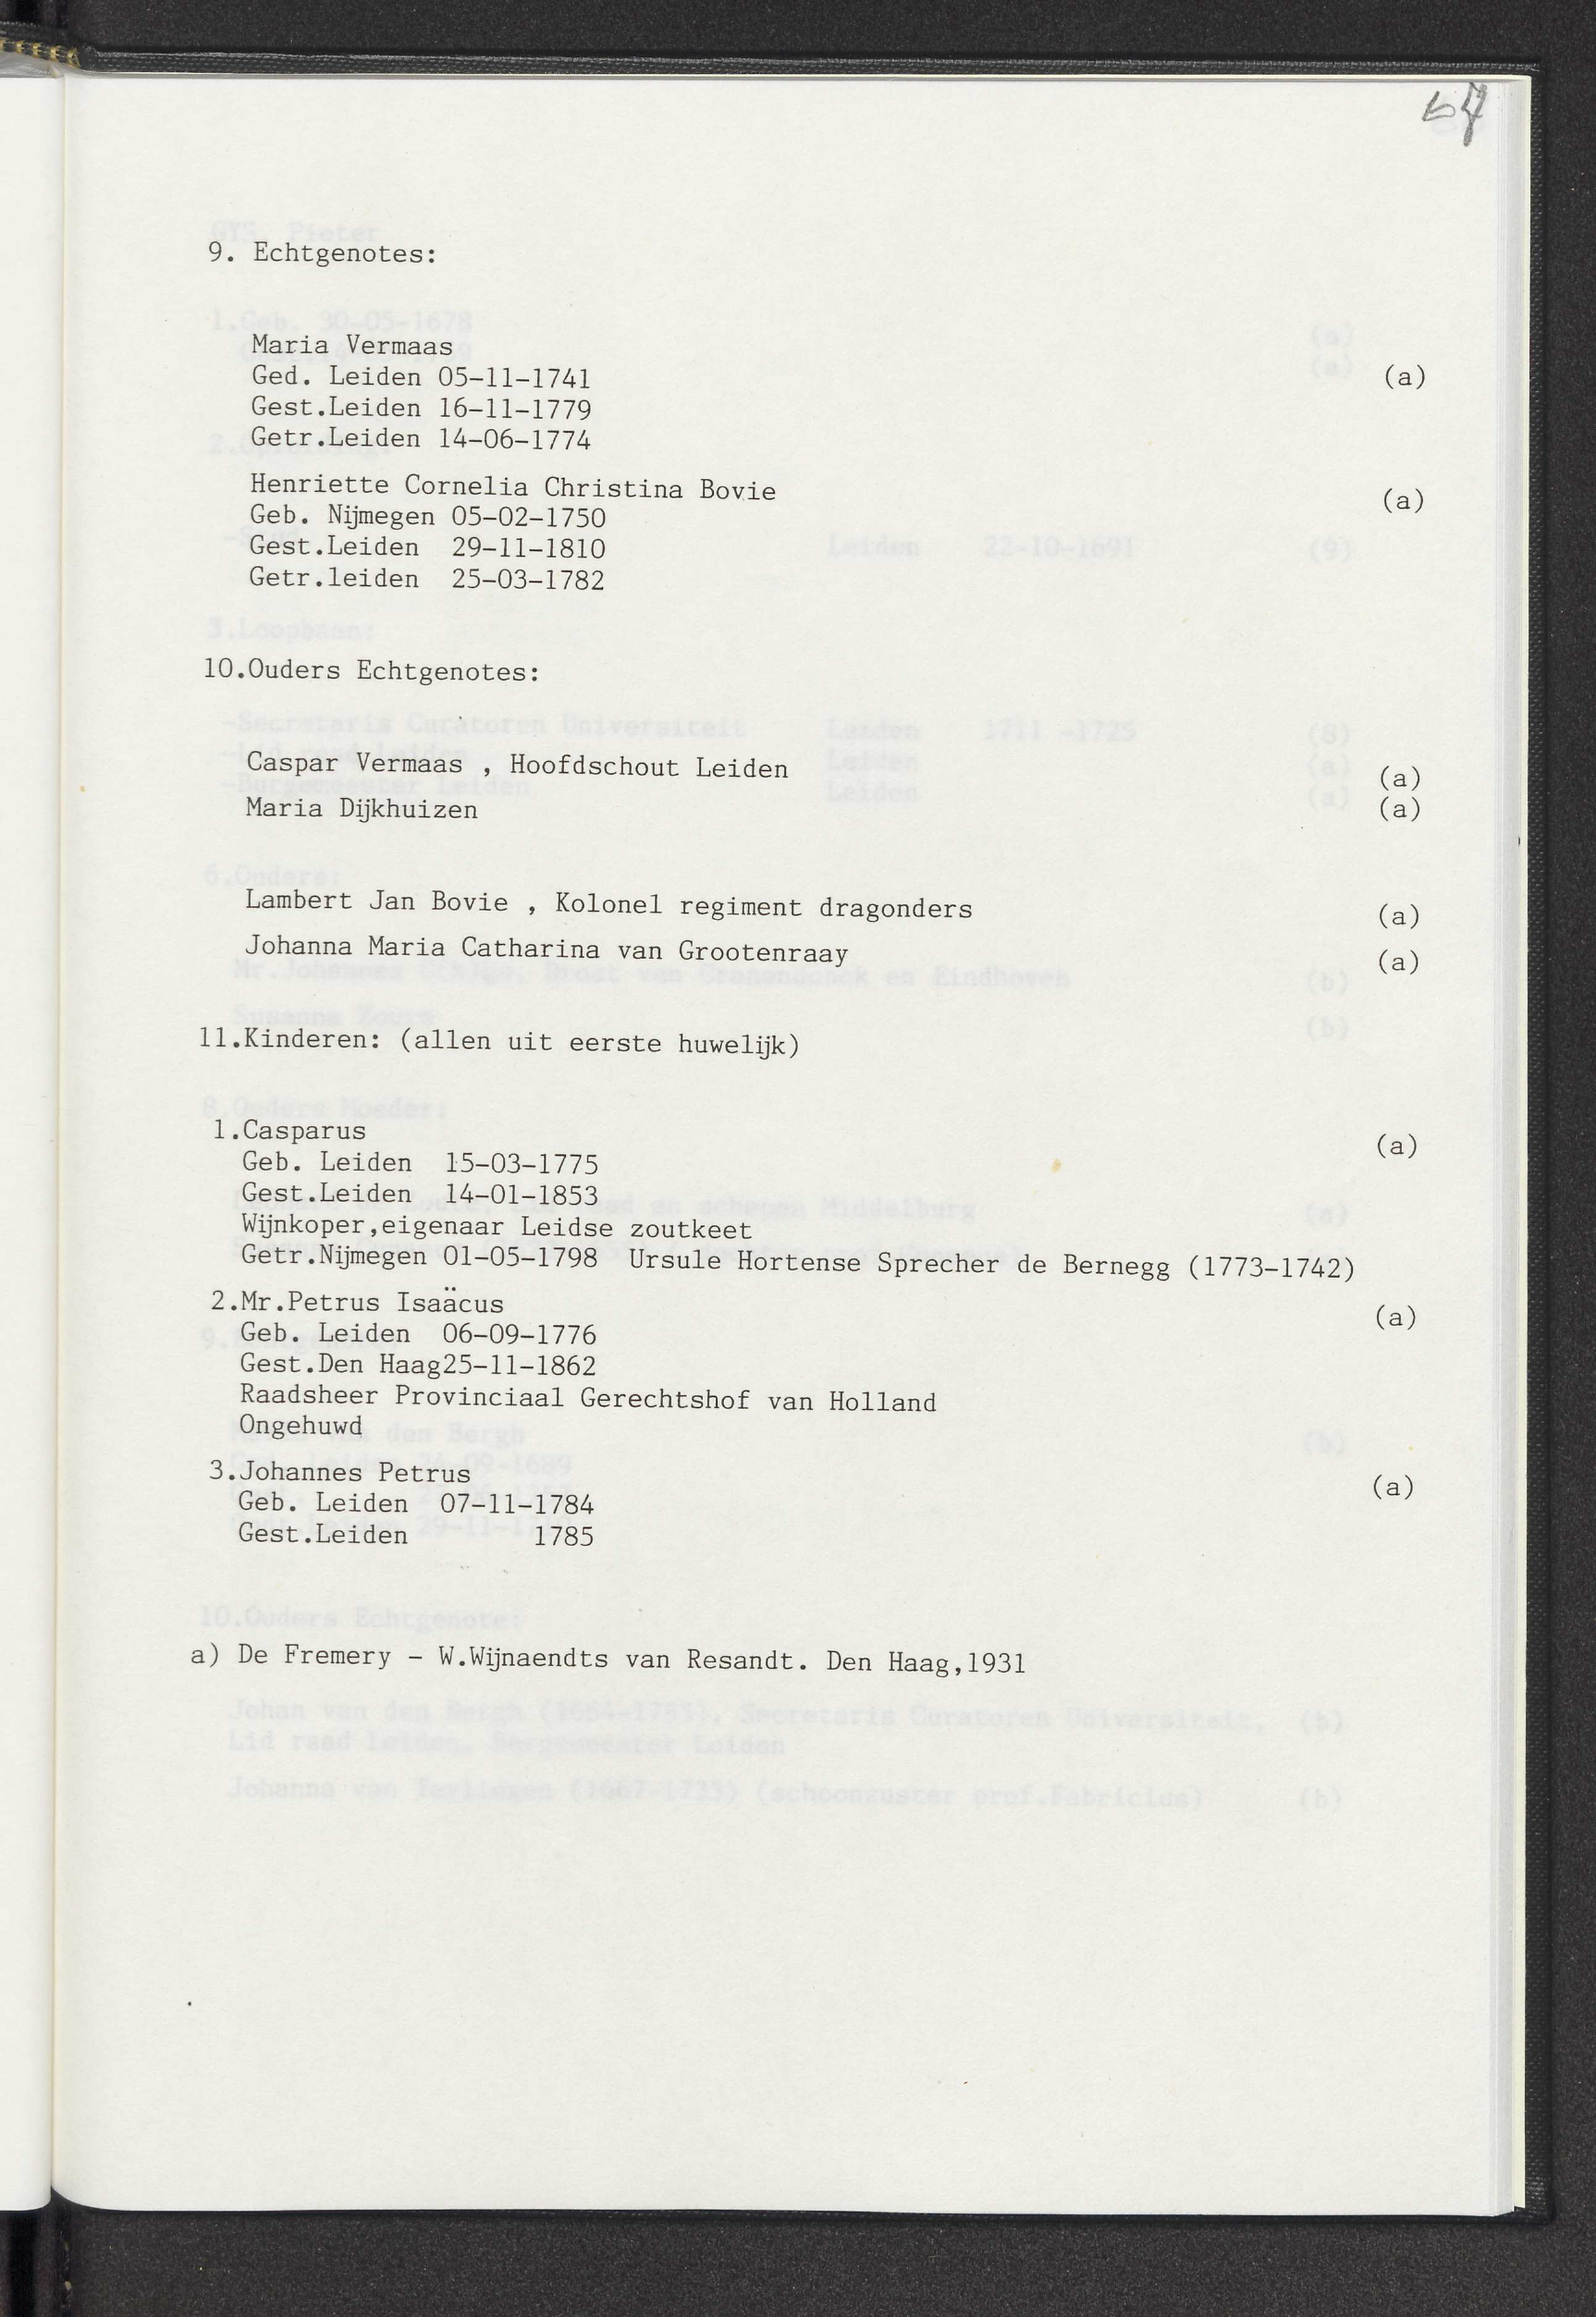 67
9. Echtgenotes:
Maria Vermaas
Ged. Leiden 05-11-1741 (a)
Gest.Leiden 16-11-1779
Getr.Leiden 14-06-1774
Henriette Cornelia Christina Bovie (a)
Geb. Nijmegen 05-02-1750
Gest.Leiden 29-11-1810
Getr.leiden 25-03-1782
10.Ouders Echtgenotes:
Caspar Vermaas , Hoofdschout Leiden (a)
Maria Dijkhuizen (a)
Lambert Jan Bovie , Kolonel regiment dragonders (a)
Johanna Maria Catharina van Grootenraay (a)
11.Kinderen: (allen uit eerste huwelijk)
1.Casparus (a)
Geb. Leiden 15-03-1775
Gest.Leiden 14-01-1853
Wijnkoper,eigenaar Leidse zoutkeet
Getr.Nijmegen 01-05-1798 Ursule Hortense Sprecher de Bernegg (1773-1742)
2.Mr.Petrus Isaäcus (a)
Geb. Leiden 06-09-1776
Gest.Den Haag25-11-1862
Raadsheer Provinciaal Gerechtshof van Holland
Ongehuwd
3.Johannes Petrus (a)
Geb. Leiden 07-11-1784
Gest.Leiden 1785
a) De Fremery - W.Wijnaendts van Resandt. Den Haag,1931